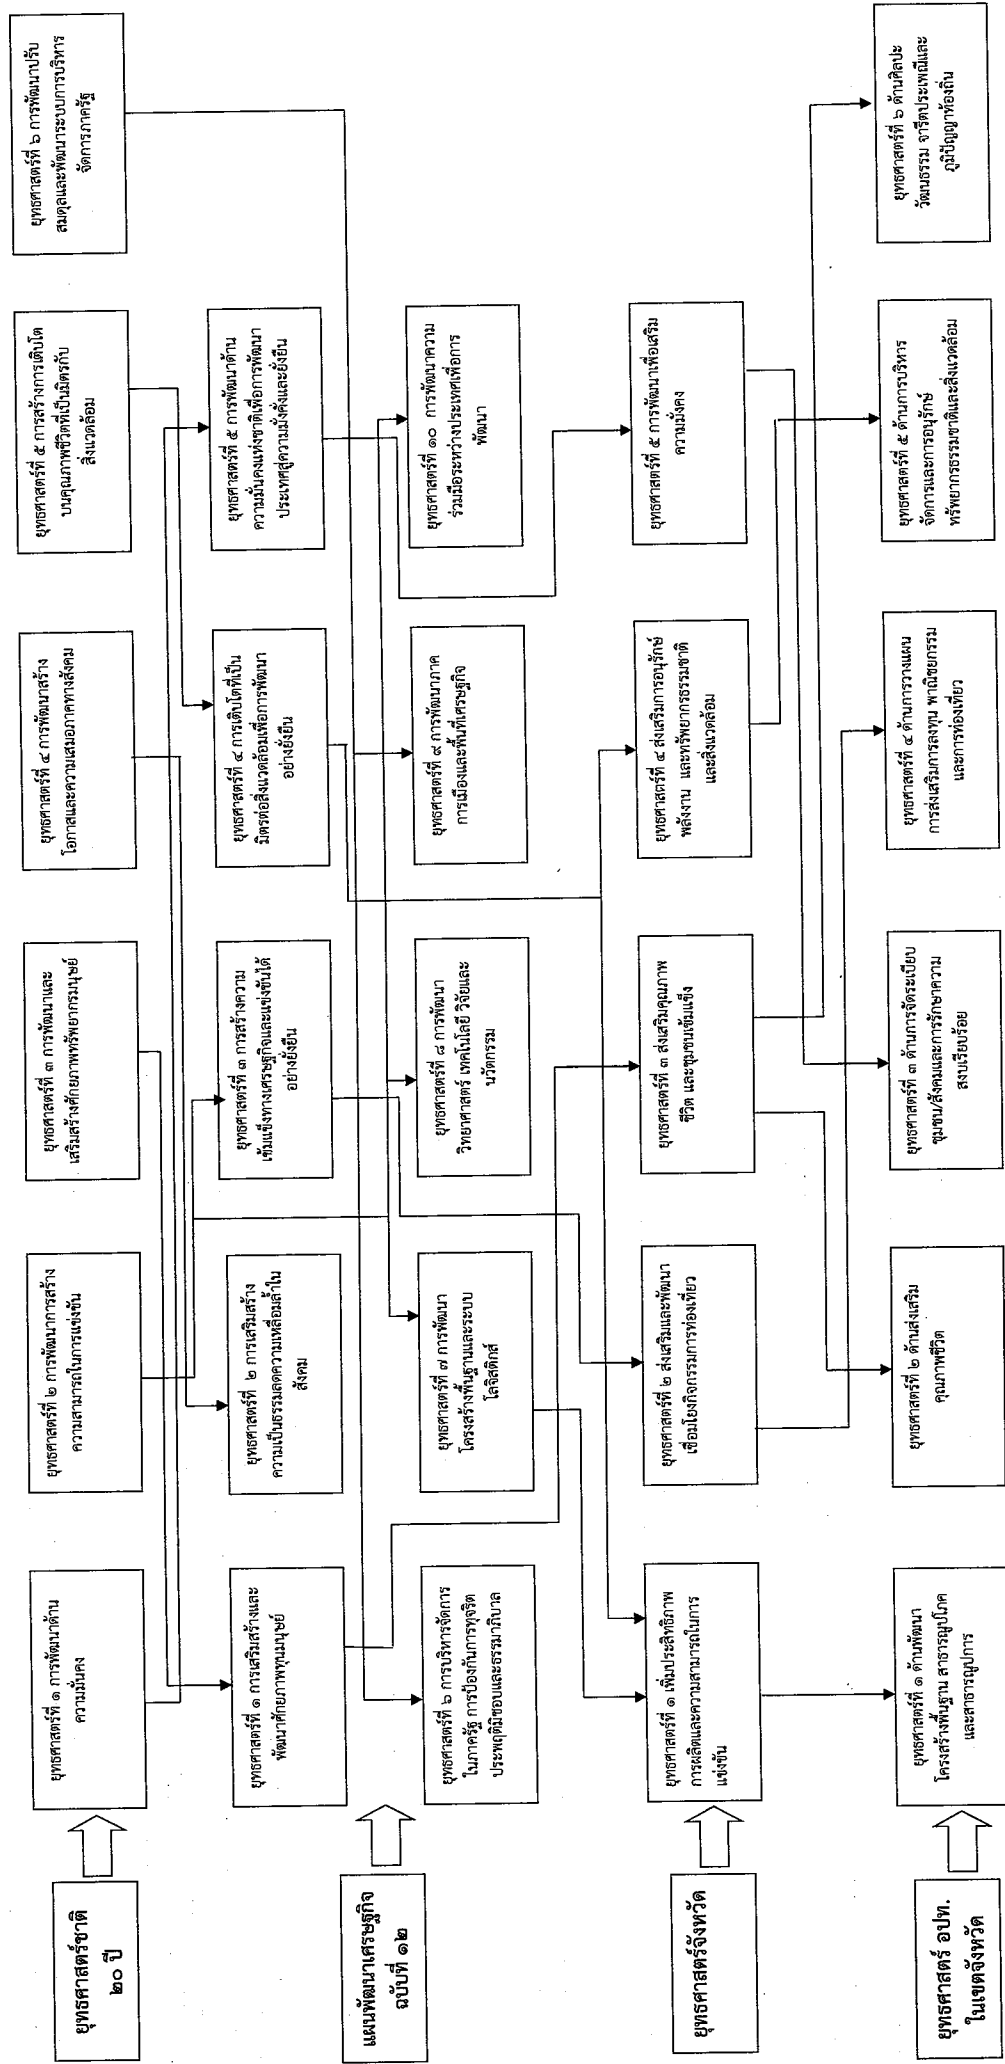 ยุทธศาสตร์ชาติ
๒๐ ปี
ยุทธศาสตร์ที่ ๑ การพัฒนาด้าน
ความมั่นคง
ยุทธศาสตร์ที่ ๒ การพัฒนาการสร้าง
ความสามารถในการแข่งขัน
ยุทธศาสตร์ที่ ๓ การพัฒนาและ
เสริมสร้างศักยภาพทรัพยากรมนุษย์
ยุทธศาสตร์ที่ ๔ การพัฒนาสร้าง
โอกาสและความเสมอภาคทางสังคม
ยุทธศาสตร์ที่ ๕ การสร้างการเติบโต
บนคุณภาพชีวิตที่เป็นมิตรกับ
สิ่งแวดล้อม
ยุทธศาสตร์ที่ ๖ การพัฒนาปรับ
สมดุลและพัฒนาระบบการบริหาร
จัดการภาครัฐ
แผนพัฒนาเศรษฐกิจ
ฉบับที่ ๑๒
ยุทธศาสตร์ที่ ๑ การเสริมสร้างและ
พัฒนาศักยภาพทุนมนุษย์
ยุทธศาสตร์ที่ ๒ การเสริมสร้าง
ความเป็นธรรมลดความเหลื่อมล้ำใน
สังคม
ยุทธศาสตร์ที่ ๓ การสร้างความ
เข้มแข็งทางเศรษฐกิจและแข่งขันได้
อย่างยั่งยืน
ยุทธศาสตร์ที่ ๔ การเติบโตที่เป็น
มิตรต่อสิ่งแวดล้อมเพื่อการพัฒนา
อย่างยั่งยืน
ยุทธศาสตร์ที่ ๕ การพัฒนาด้าน
ความมั่นคงแห่งชาติเพื่อการพัฒนา
ประเทศสู่ความมั่งคั่งและยั่งยืน
ยุทธศาสตร์ที่ ๖ การบริหารจัดการ
ในภาครัฐ การป้องกันการทุจริต
ประพฤติมิชอบและธรรมาภิบาล
ยุทธศาสตร์ที่ ๗ การพัฒนา
โครงสร้างพื้นฐานและระบบ
โลจิสติกส์
ยุทธศาสตร์ที่ ๘ การพัฒนา
วิทยาศาสตร์ เทคโนโลยี วิจัยและ
นวัตกรรม
ยุทธศาสตร์ที่ ๙ การพัฒนาภาค
การเมืองและพื้นที่เศรษฐกิจ
ยุทธศาสตร์ที่ ๑๐ การพัฒนาความ
ร่วมมือระหว่างประเทศเพื่อการ
พัฒนา
ยุทธศาสตร์จังหวัด
ยุทธศาสตร์ที่ ๑ เพิ่มประสิทธิภาพ
การผลิตและความสามารถในการ
แข่งขัน
ยุทธศาสตร์ที่ ๒ ส่งเสริมและพัฒนา
เชื่อมโยงกิจกรรมการท่องเที่ยว
ยุทธศาสตร์ที่ ๓ ส่งเสริมคุณภาพ
ชีวิต และชุมชนเข้มแข็ง
ยุทธศาสตร์ที่ ๔ ส่งเสริมการอนุรักษ์
พลังงาน และทรัพยากรธรรมชาติ
และสิ่งแวดล้อม
ยุทธศาสตร์ที่ ๕ การพัฒนาเพื่อเสริม
ความมั่งคง
ยุทธศาสตร์ อปท.
ในเขตจังหวัด
ยุทธศาสตร์ที่ ๑ ด้านพัฒนา
โครงสร้างพื้นฐาน สาธารณูปโภค
และสาธารณูปการ
ยุทธศาสตร์ที่ ๒ ด้านส่งเสริม
คุณภาพชีวิต
ยุทธศาสตร์ที่ ๓ ด้านการจัดระเบียบ
ชุมชน/สังคมและการรักษาความ
สงบเรียบร้อย
ยุทธศาสตร์ที่ ๔ ด้านการวางแผน
การส่งเสริมการลงทุน พาณิชยกรรม
และการท่องเที่ยว
ยุทธศาสตร์ที่ ๕ ด้านการบริหาร
จัดการและการอนุรักษ์
ทรัพยากรธรรมชาติและสิ่งแวดล้อม
ยุทธศาสตร์ที่ ๖ ด้านศิลปะ
วัฒนธรรม จารีตประเพณีและ
ภูมิปัญญาท้องถิ่น